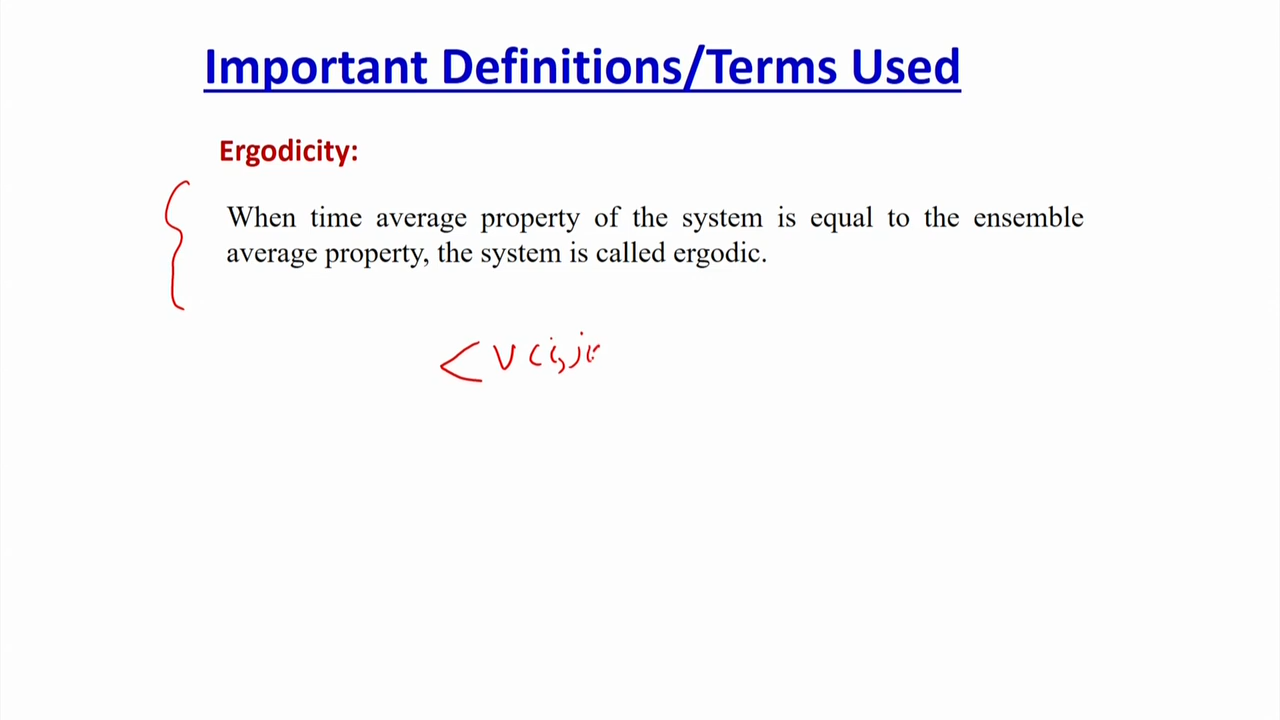 Important Definitions/Terms Used
Ergodicity:
When time average property of the system is equal to the ensemble
average property, the system is called ergodic.
< v (i, j